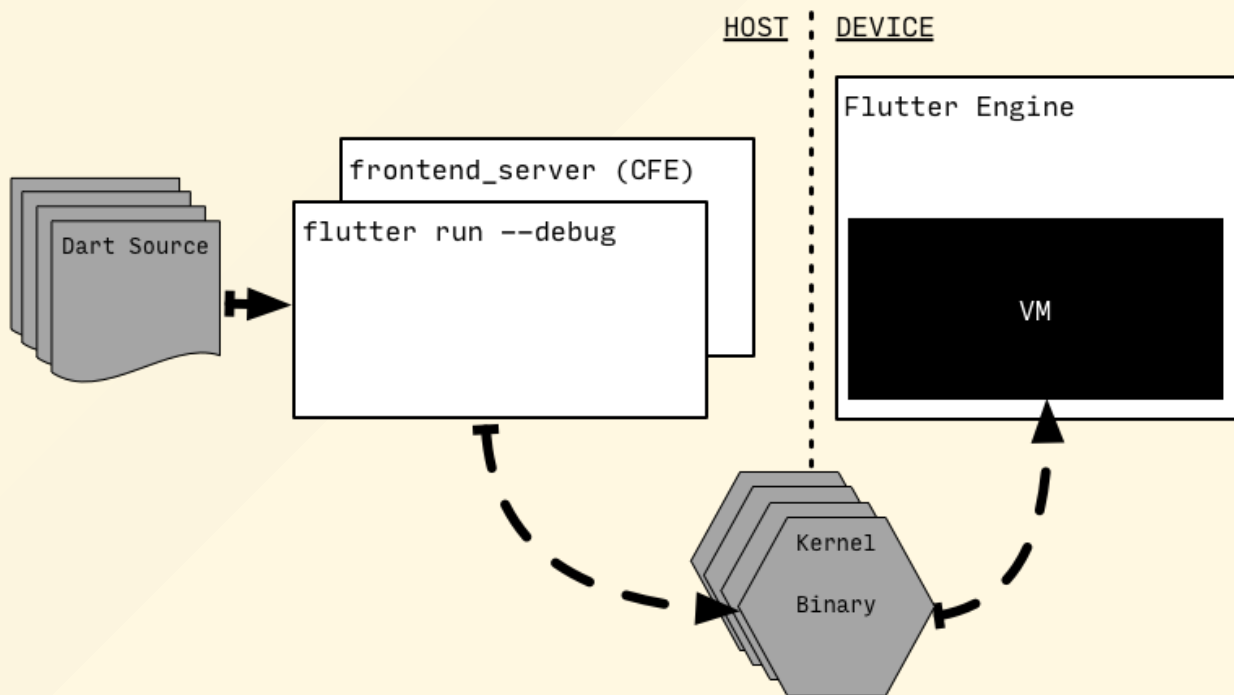 HOST
DEVICE
Flutter Engine
frontend_server (CFE)
flutter run --debug
Dart Source
VM
Kernel
Binary